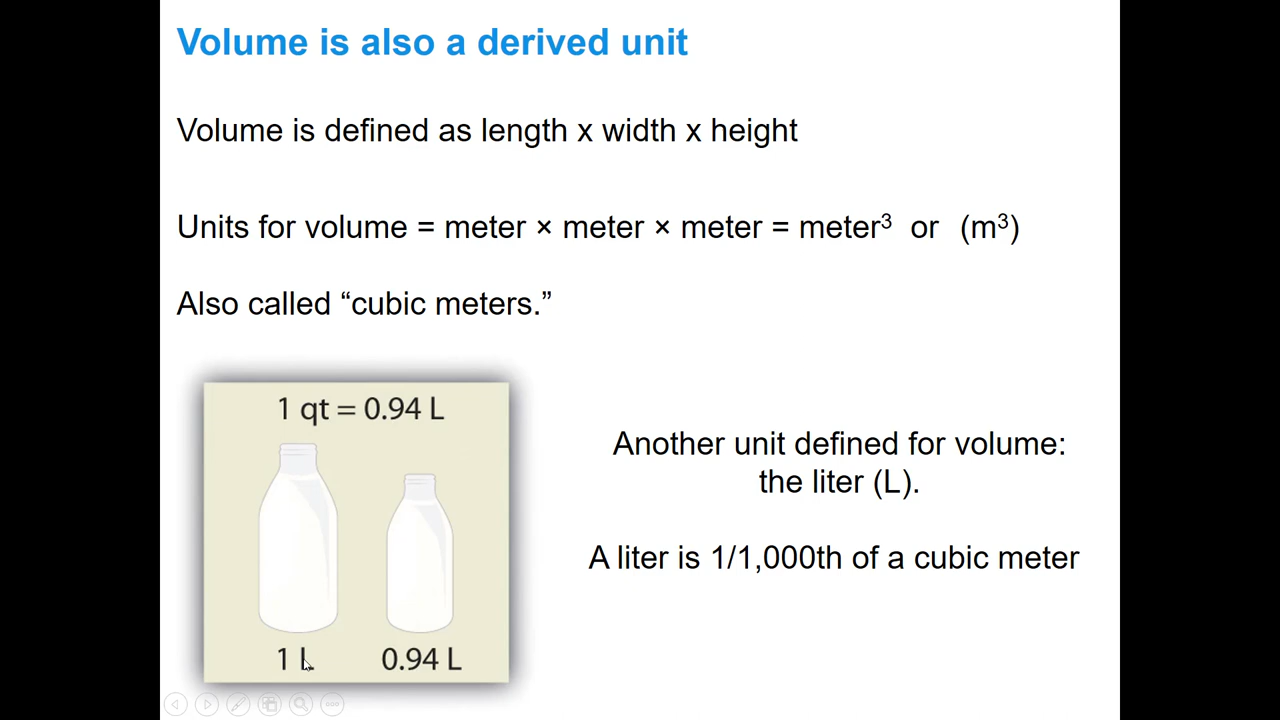 Volume is also a derived unit
Volume is defined as length x width x height
Units for volume = meter × meter × meter = meter³ or (m³)
Also called “cubic meters.”
1 qt = 0.94 L
1 L 0.94 L
Another unit defined for volume:
the liter (L).
A liter is 1/1,000th of a cubic meter